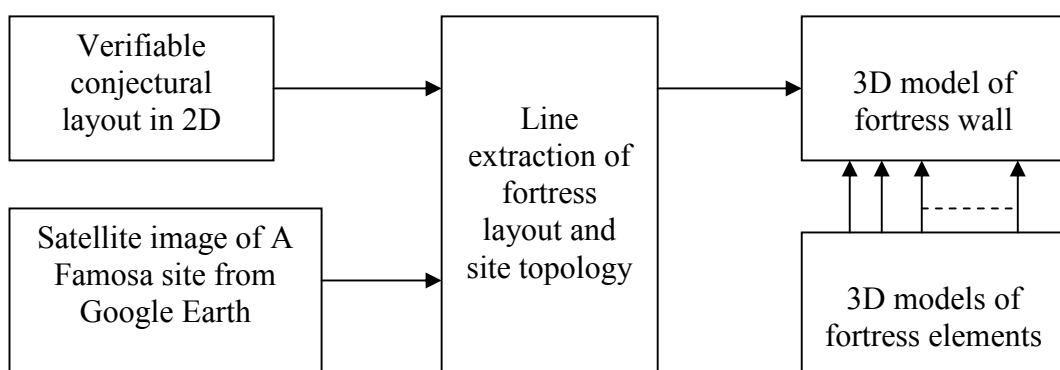 Verifiable
conjectural
layout in 2D
Satellite image of A
Famosa site from
Google Earth
Line
extraction of
fortress
layout and
site topology
3D model of
fortress wall
3D models of
fortress elements